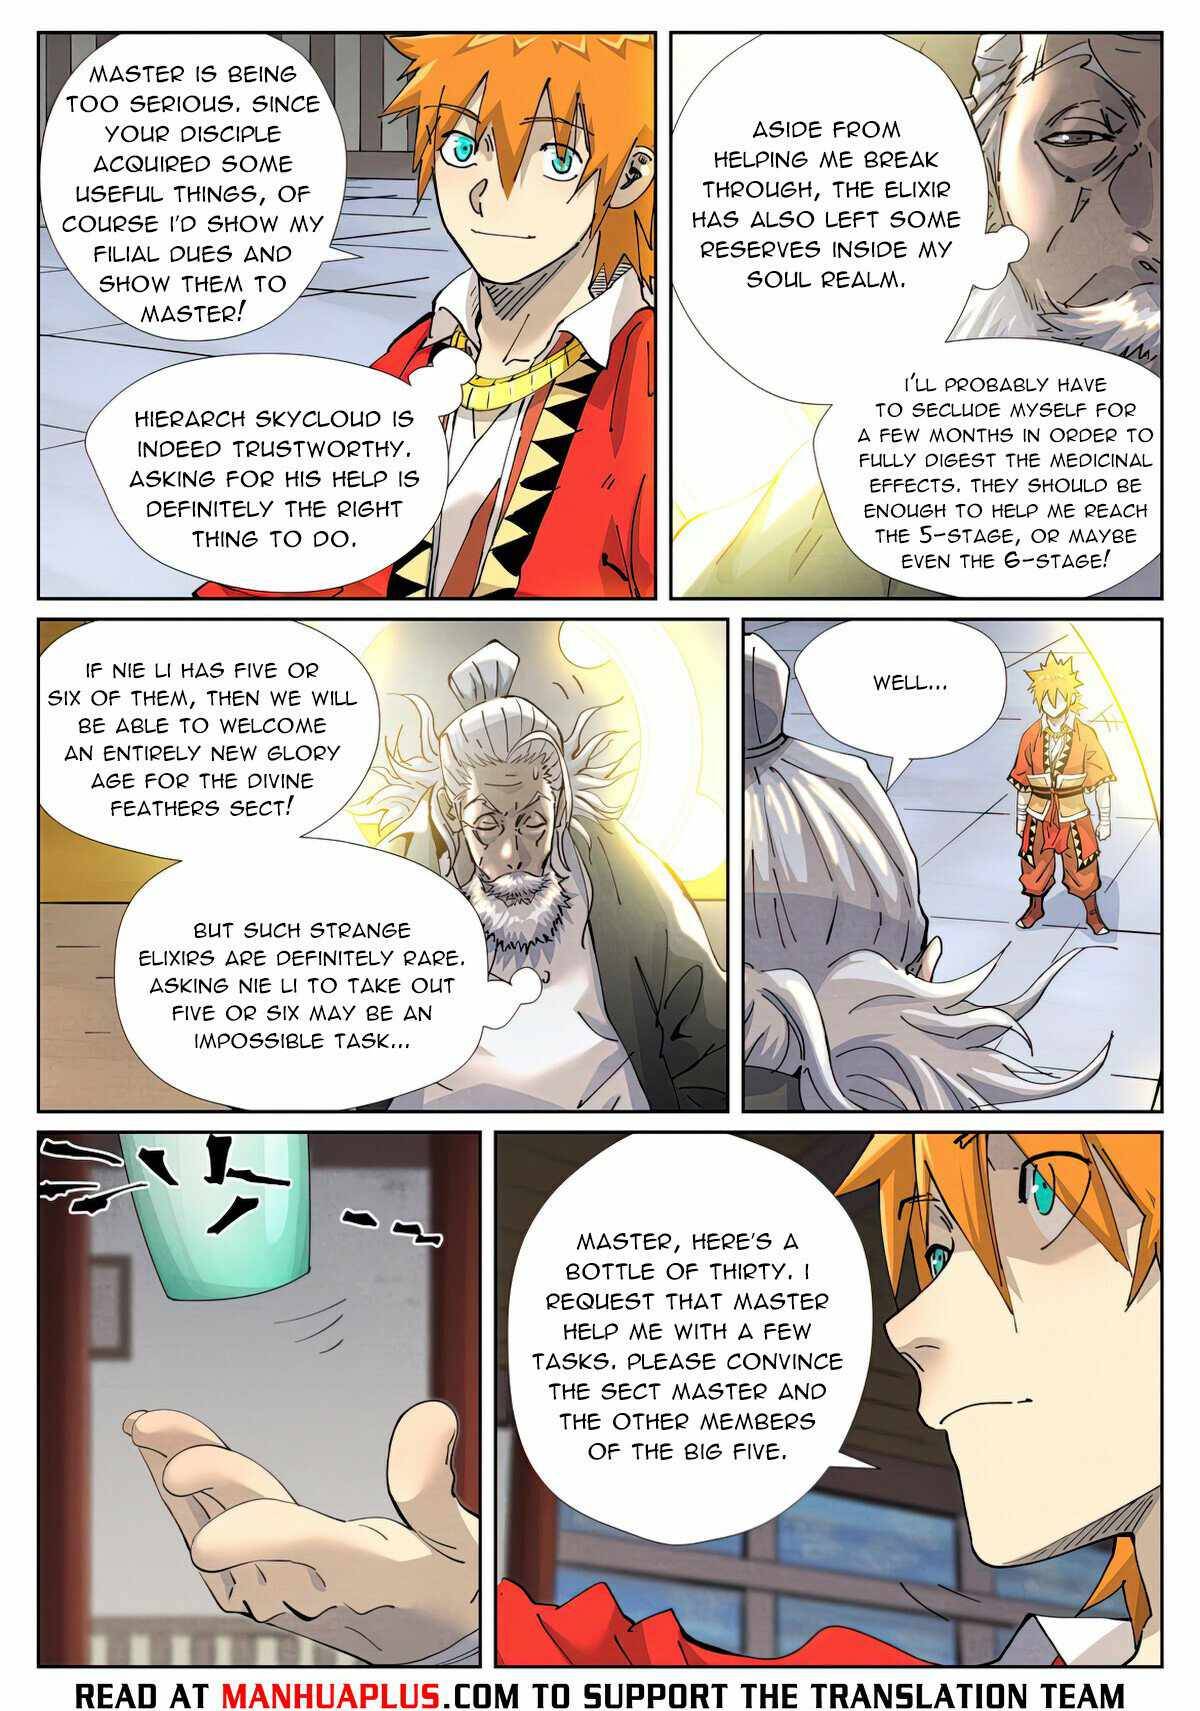 MASTER IS BEING
TOO SERIOUS. SINCE
YOUR DISCIPLE
ACQUIRED SOME
USEFUL THINGS, OF
COURSE I'D SHOW MY
FILIAL DUES AND
SHOW THEM TO
MASTER!
HIERARCH SKYCLOUD IS
INDEED TRUSTWORTHY.
ASKING FOR HIS HELP IS
DEFINITELY THE RIGHT
THING TO DO.
ASIDE FROM
HELPING ME BREAK
THROUGH, THE ELIXIR
HAS ALSO LEFT SOME
RESERVES INSIDE MY
SOUL REALM.
I'LL PROBABLY HAVE
TO SECLUDE MYSELF FOR
A FEW MONTHS IN ORDER TO
FULLY DIGEST THE MEDICINAL
EFFECTS. THEY SHOULD BE
ENOUGH TO HELP ME REACH
THE 5-STAGE, OR MAYBE
EVEN THE 6-STAGE!
IF NIE LI HAS FIVE OR
SIX OF THEM, THEN WE WILL
BE ABLE TO WELCOME
AN ENTIRELY NEW GLORY
AGE FOR THE DIVINE
FEATHERS SECT!
BUT SUCH STRANGE
ELIXIRS ARE DEFINITELY RARE.
ASKING NIE LI TO TAKE OUT
FIVE OR SIX MAY BE AN
IMPOSSIBLE TASK...
WELL...
MASTER, HERE'S A
BOTTLE OF THIRTY. I
REQUEST THAT MASTER
HELP ME WITH A FEW
TASKS. PLEASE CONVINCE
THE SECT MASTER AND
THE OTHER MEMBERS
OF THE BIG FIVE.
READ AT MANHUAPLUS.COM TO SUPPORT THE TRANSLATION TEAM